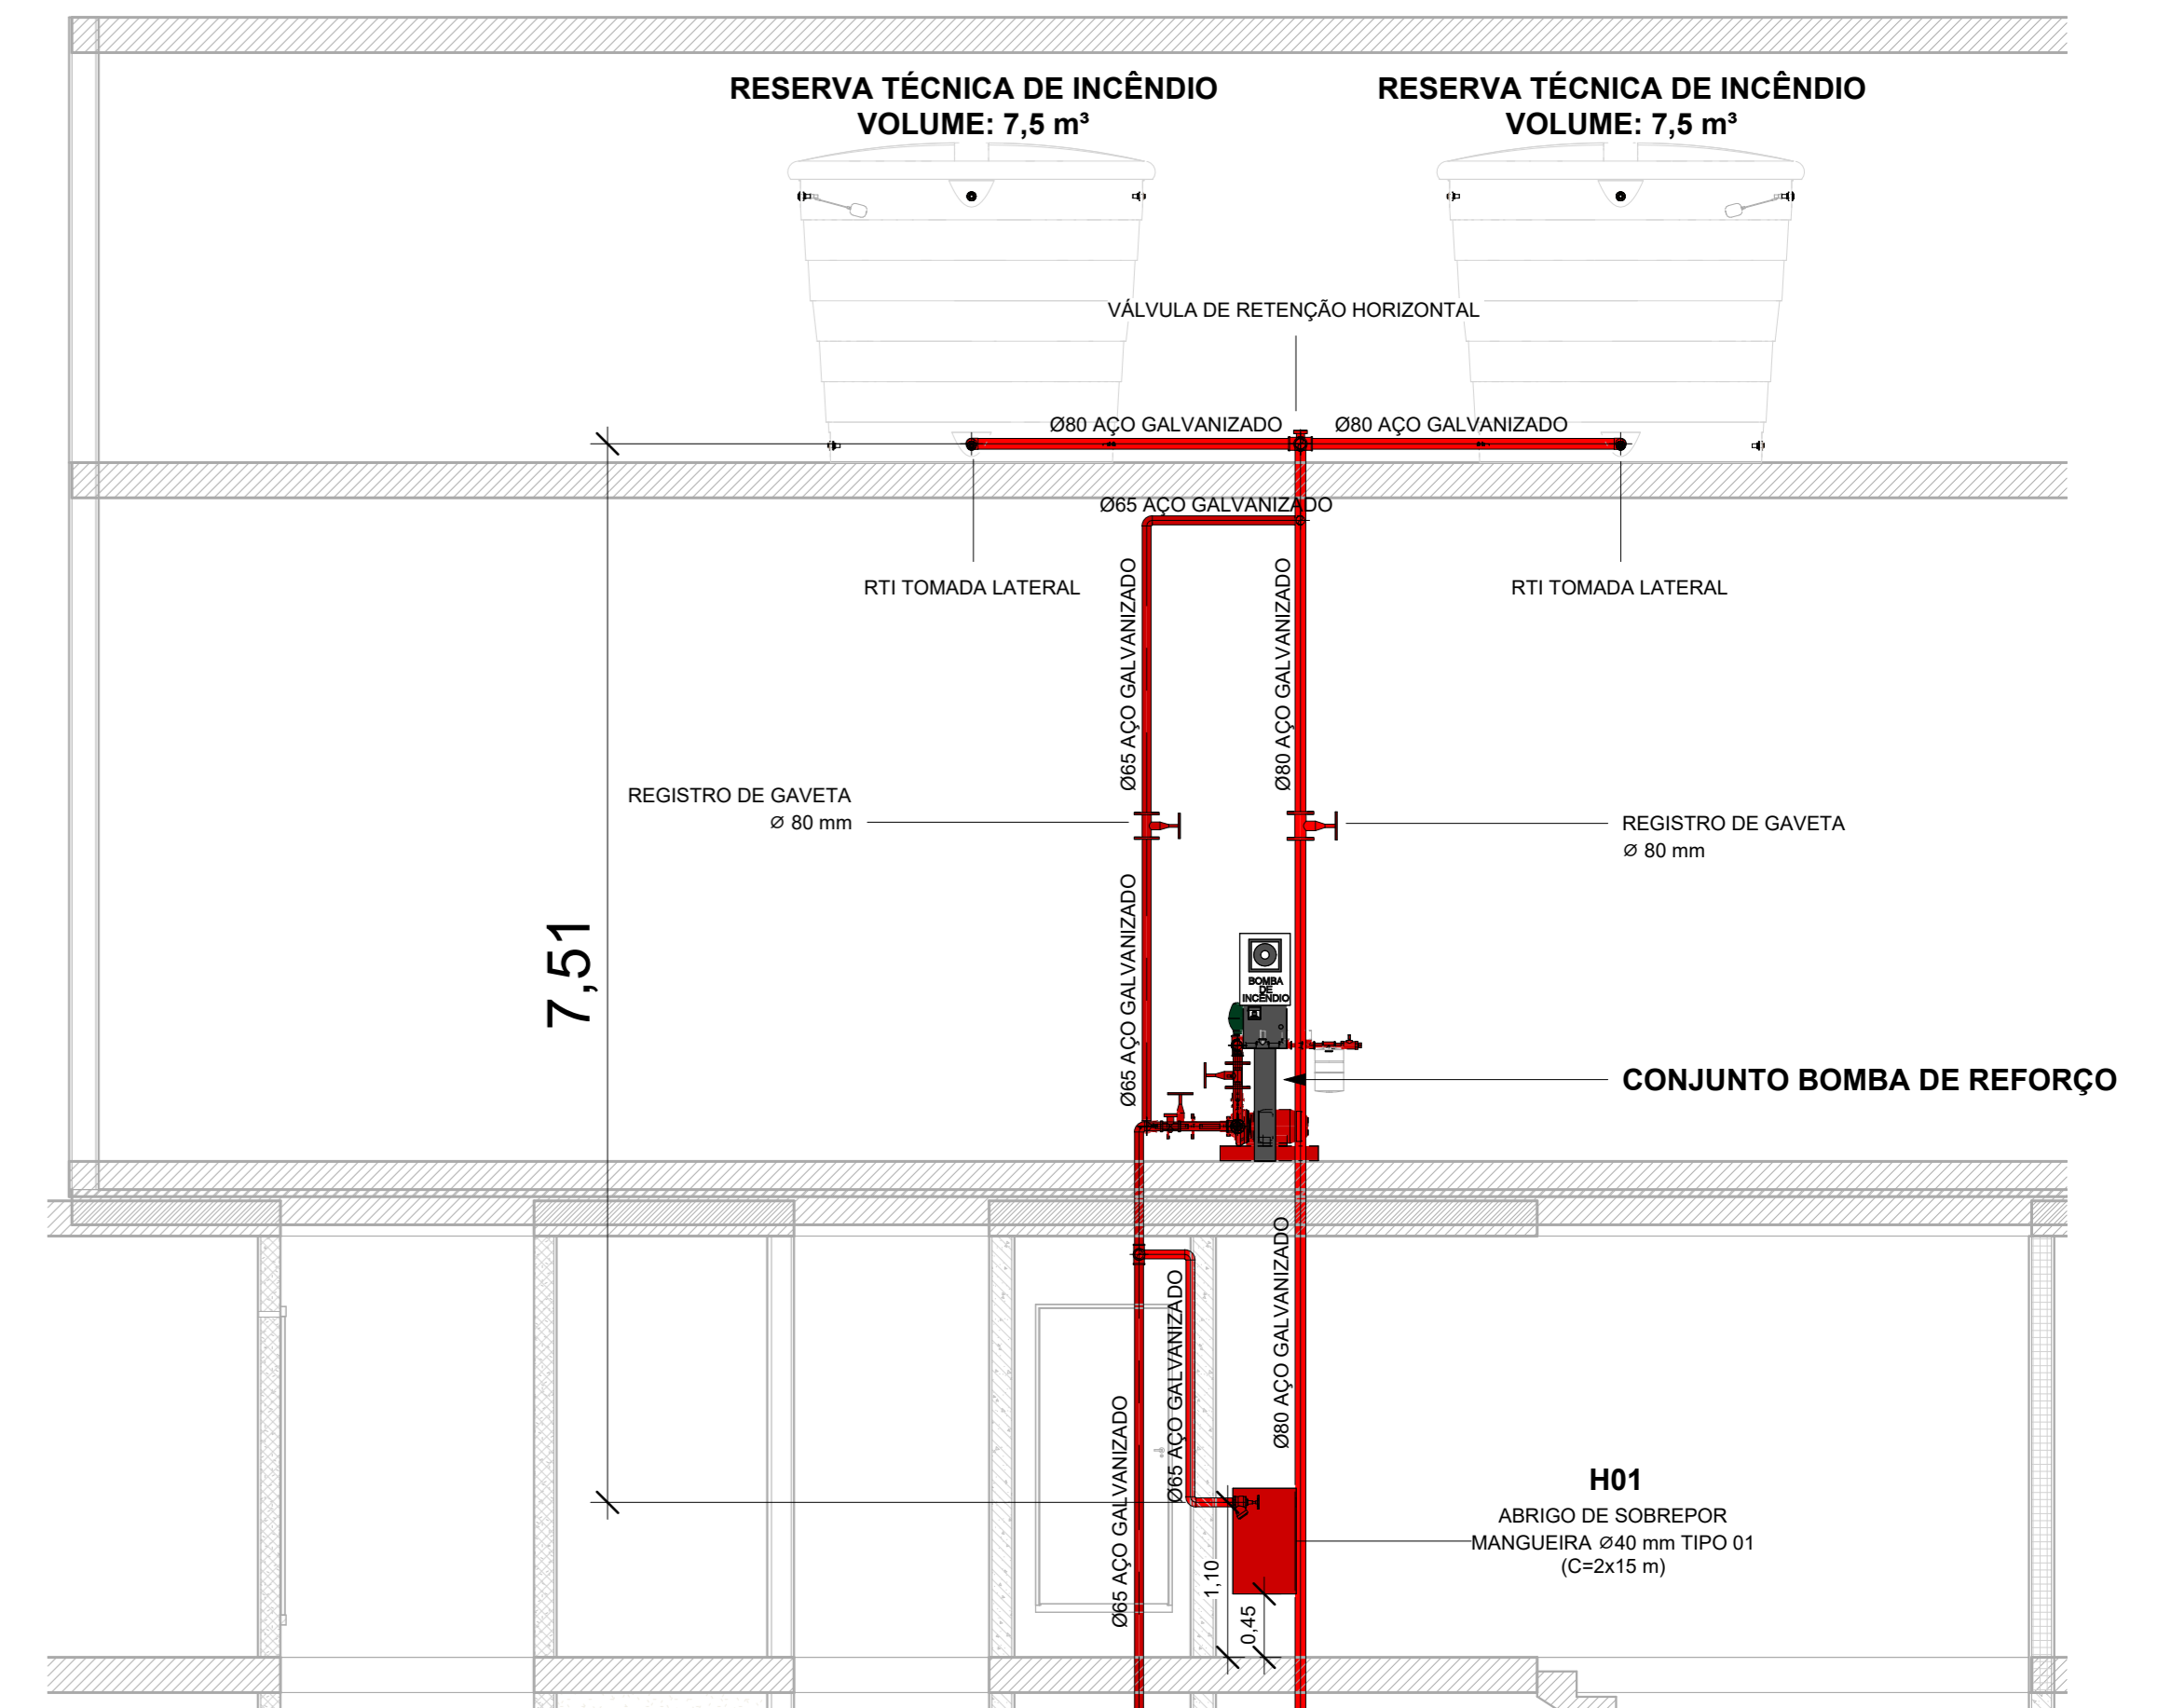 RESERVA TÉCNICA DE INCÊNDIO
VOLUME: 7,5 m³
RESERVA TÉCNICA DE INCÊNDIO
VOLUME: 7,5 m³
VÁLVULA DE RETENÇÃO HORIZONTAL
Ø80 AÇO GALVANIZADO
Ø80 AÇO GALVANIZADO
Ø65 AÇO GALVANIZADO
RTI TOMADA LATERAL
RTI TOMADA LATERAL
Ø65 AÇO GALVANIZADO
Ø80 AÇO GALVANIZADO
REGISTRO DE GAVETA
Ø 80 mm
REGISTRO DE GAVETA
Ø 80 mm
7,51
Ø65 AÇO GALVANIZADO
BOMBA
DE
INCÊNDIO
CONJUNTO BOMBA DE REFORÇO
Ø80 AÇO GALVANIZADO
Ø65 AÇO GALVANIZADO
Ø65 AÇO GALVANIZADO
H01
ABRIGO DE SOBREPOR
MANGUEIRA Ø40 mm TIPO 01
(C=2x15 m)
1,10
0,45